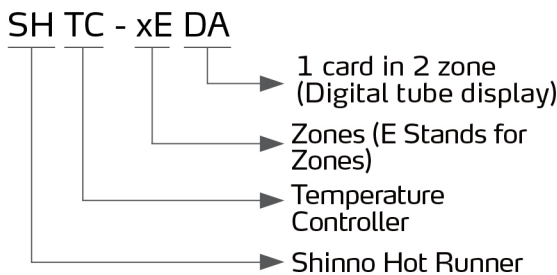 SH TC - xE DA
1 card in 2 zone
(Digital tube display)
Zones (E Stands for
Zones)
Temperature
Controller
Shinno Hot Runner